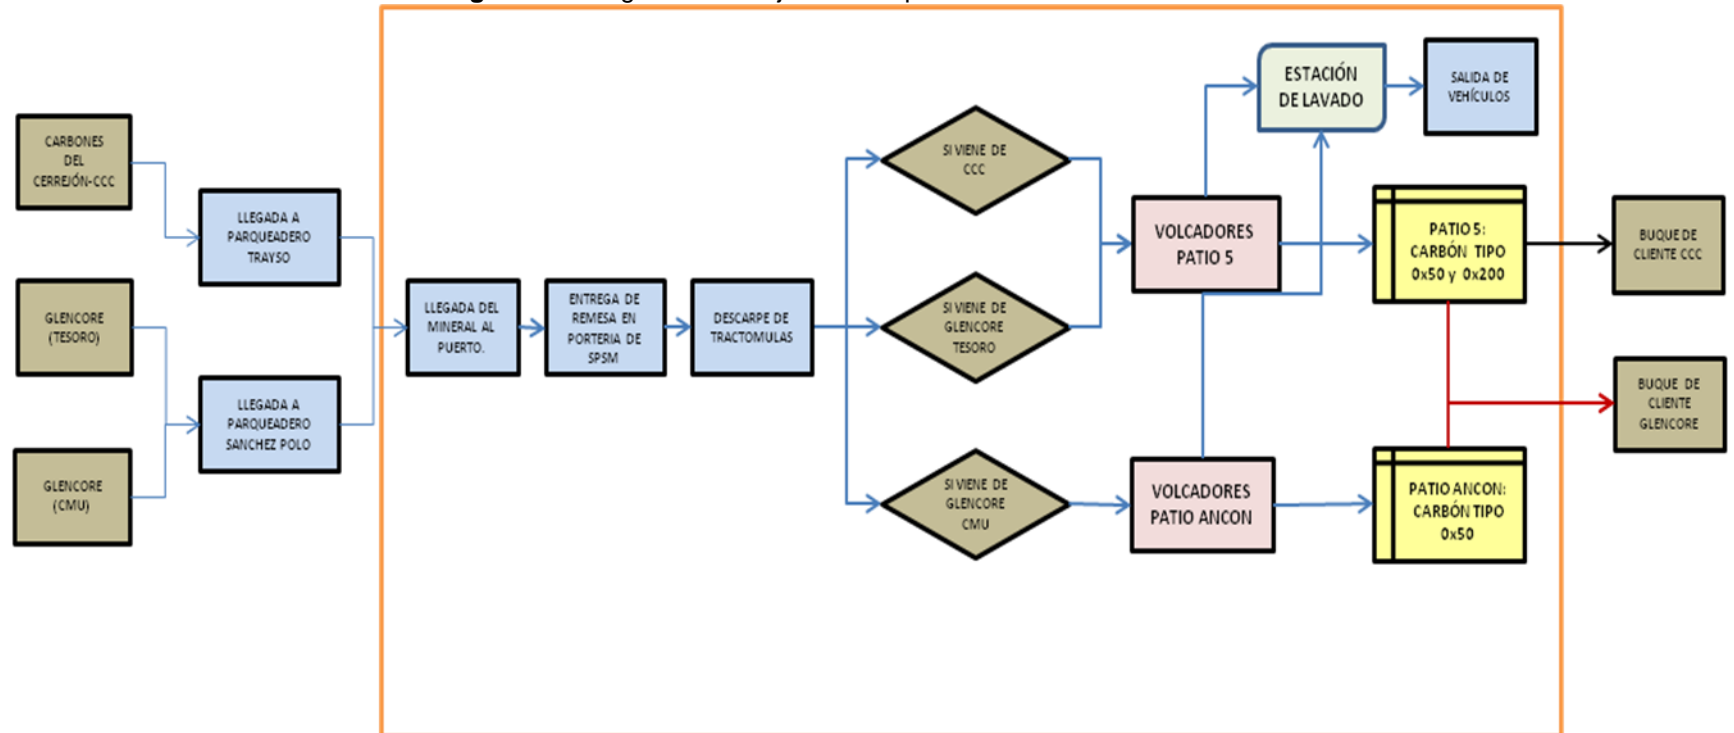 CARBONES
DEL
CERREJÓN-CCC
GLENCORE
(TESORO)
GLENCORE
(CMU)
LLEGADA A
PARQUEADERO
TRAYSO
LLEGADA A
PARQUEADERO
SANCHEZ POLO
LLEGADA DEL
MINERAL AL
PUERTO.
ENTREGA DE
REMESA EN
PORTERIA DE
SPSM
DESCARPE DE
TRACTOMULAS
SI VIENE DE
CCC
SI VIENE DE
GLENCORE
TESORO
SI VIENE DE
GLENCORE
CMU
VOLCADORES
PATIO 5
VOLCADORES
PATIO ANCON
ESTACIÓN
DE LAVADO
SALIDA DE
VEHÍCULOS
PATIO 5:
CARBÓN TIPO
0x50 y 0x200
PATIO ANCON:
CARBÓN TIPO
0x50
BUQUE DE
CLIENTE CCC
BUQUE DE
CLIENTE
GLENCORE